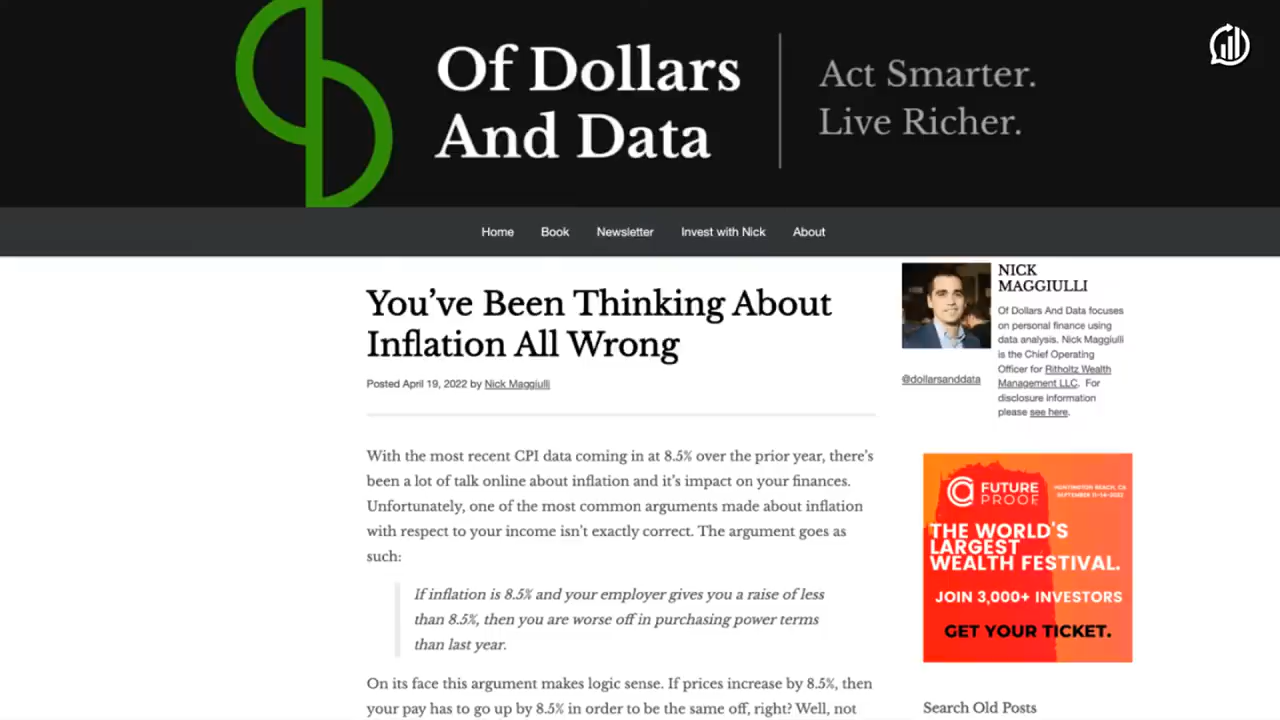 Of Dollars
And Data
Act Smarter.
Live Richer.
Home Book Newsletter Invest with Nick About
You've Been Thinking About
Inflation All Wrong
Posted April 19, 2022 by Nick Maggiulli
With the most recent CPI data coming in at 8.5% over the prior year, there's
been a lot of talk online about inflation and it's impact on your finances.
Unfortunately, one of the most common arguments made about inflation
with respect to your income isn't exactly correct. The argument goes as
such:
If inflation is 8.5% and your employer gives you a raise of less
than 8.5%, then you are worse off in purchasing power terms
than last year.
On its face this argument makes logic sense. If prices increase by 8.5%, then
your pay has to go up by 8.5% in order to be the same off, right? Well, not
NICK
MAGGIULLI
Of Dollars And Data focuses
on personal finance using
data analysis. Nick Maggiulli
is the Chief Operating
Officer for Ritholtz Wealth
Management LLC. For
disclosure information
please see here.
@dollarsanddata
FUTURE
PROOF
HUNTINGTON BEACH, CA
SEPTEMBER 11-14•2022
THE WORLD'S
LARGEST
WEALTH FESTIVAL.
JOIN 3,000+ INVESTORS
GET YOUR TICKET.
Search Old Posts